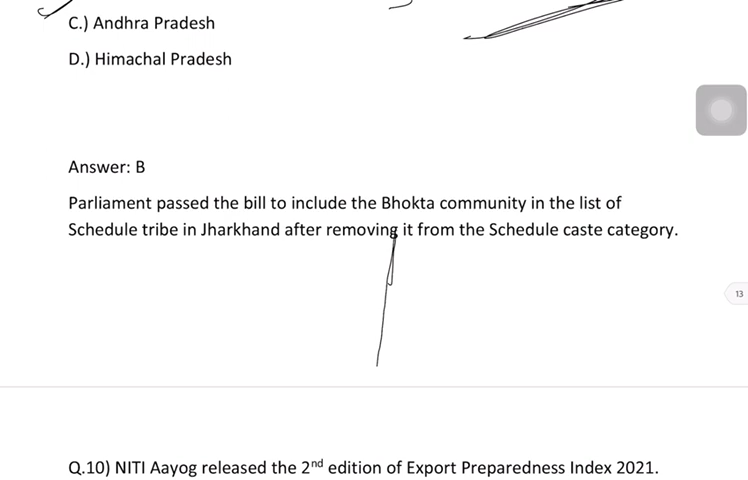 C.) Andhra Pradesh
D.) Himachal Pradesh
Answer: B
Parliament passed the bill to include the Bhokta community in the list of
Schedule tribe in Jharkhand after removing it from the Schedule caste category.
13
Q.10) NITI Aayog released the 2nd edition of Export Preparedness Index 2021.